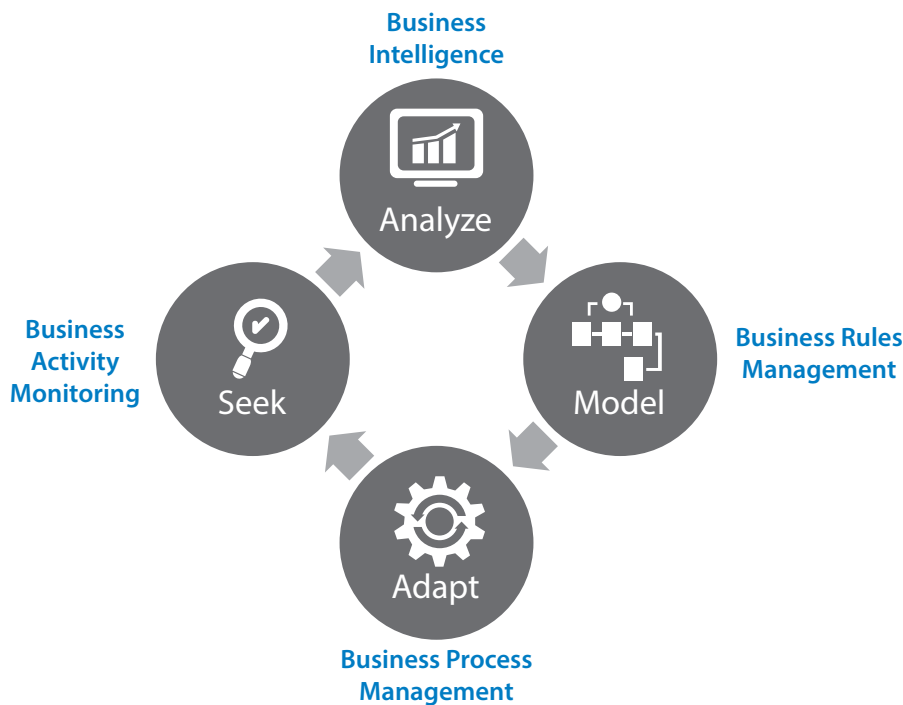 Business
Intelligence
Analyze
Business
Activity
Monitoring
Seek
Model
Business Rules
Management
Adapt
Business Process
Management